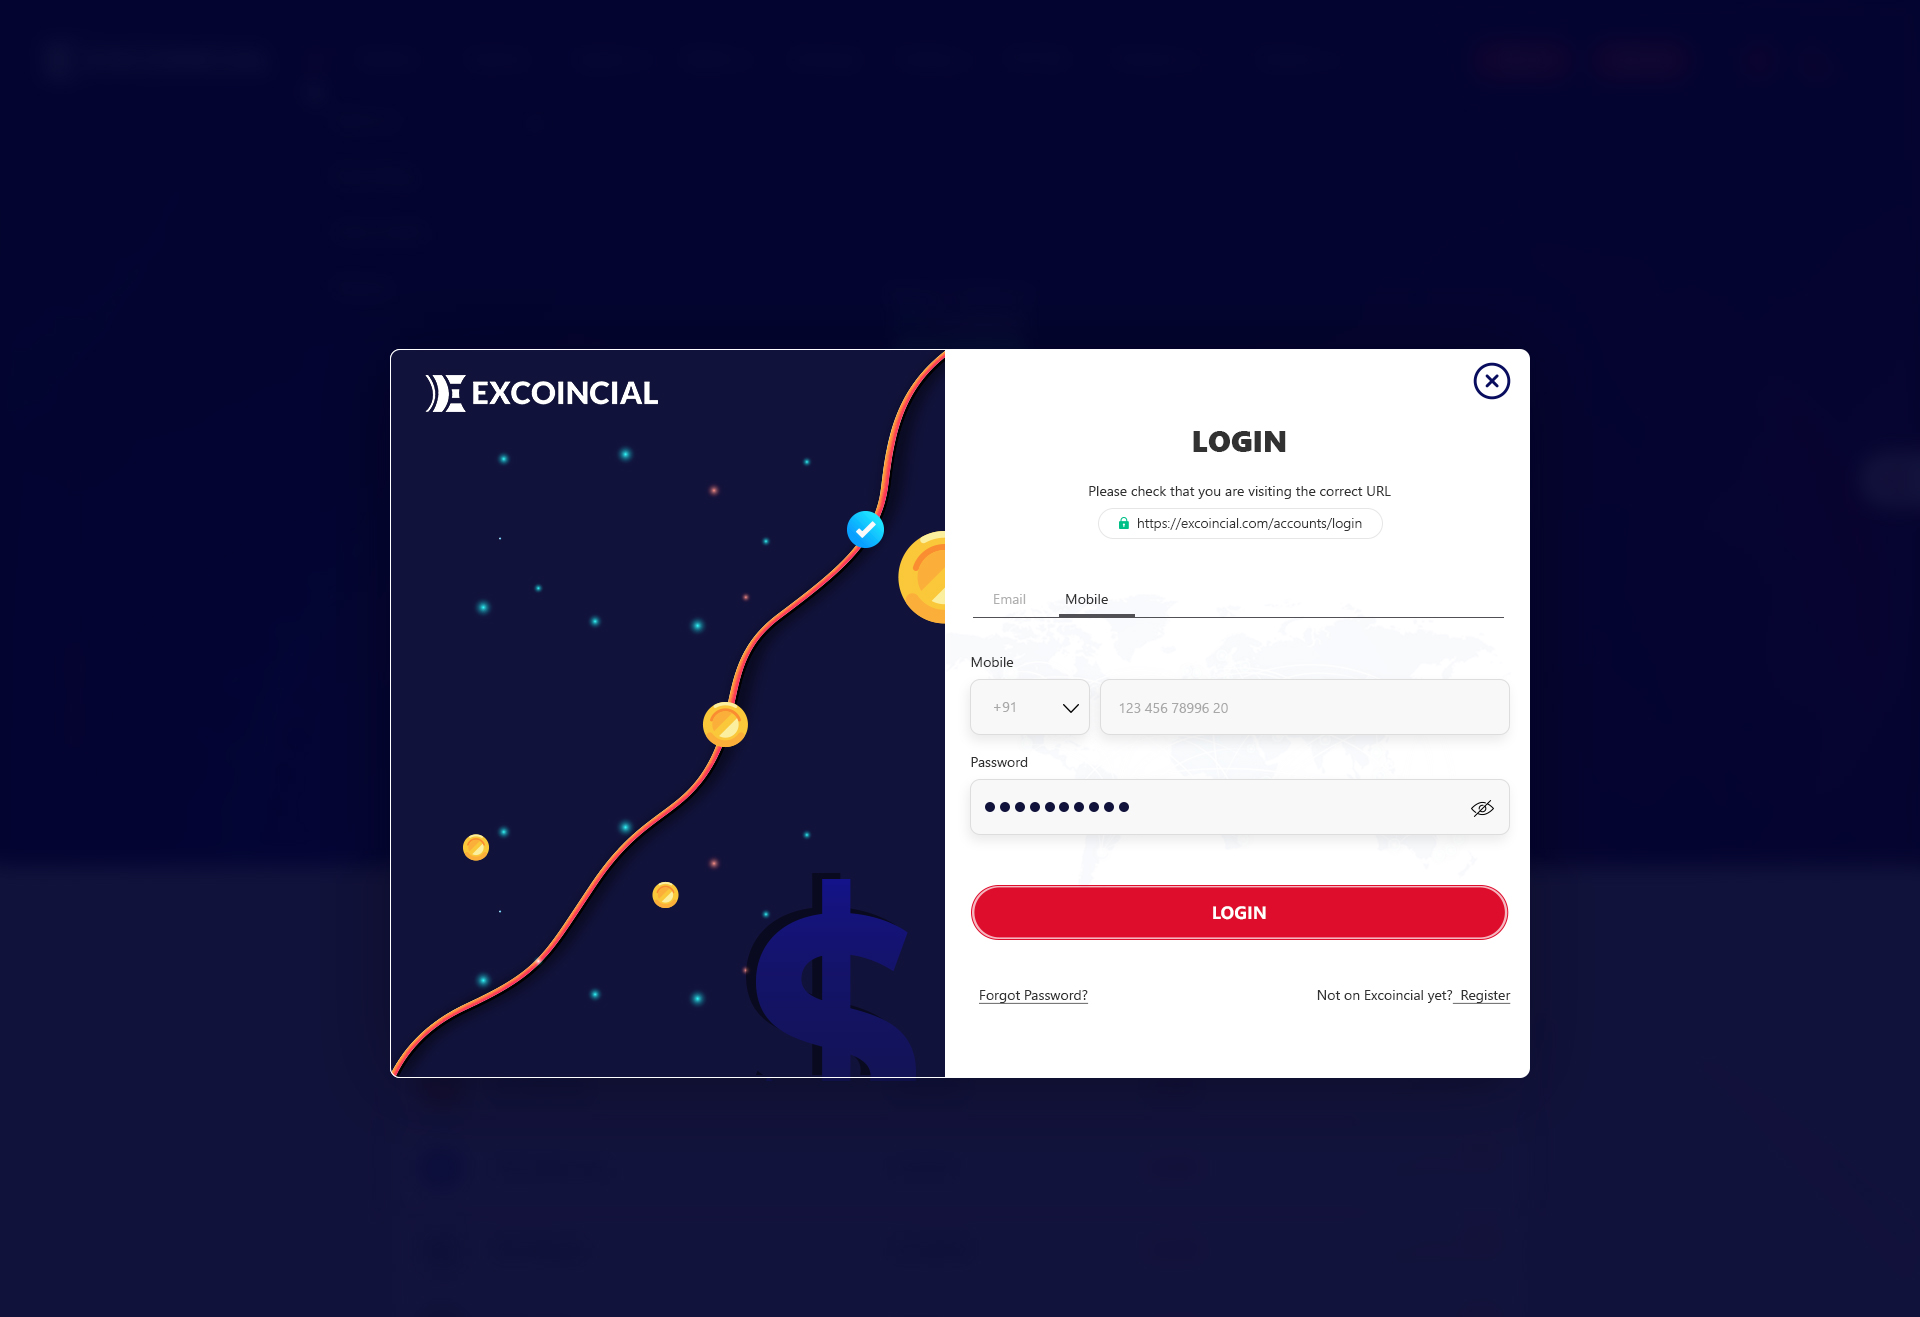 EXCOINCIAL
LOGIN
Please check that you are visiting the correct URL
https://excoincial.com/accounts/login
Email Mobile
Mobile
+91 123 456 78996 20
Password
LOGIN
Forgot Password? Not on Excoincial yet? Register